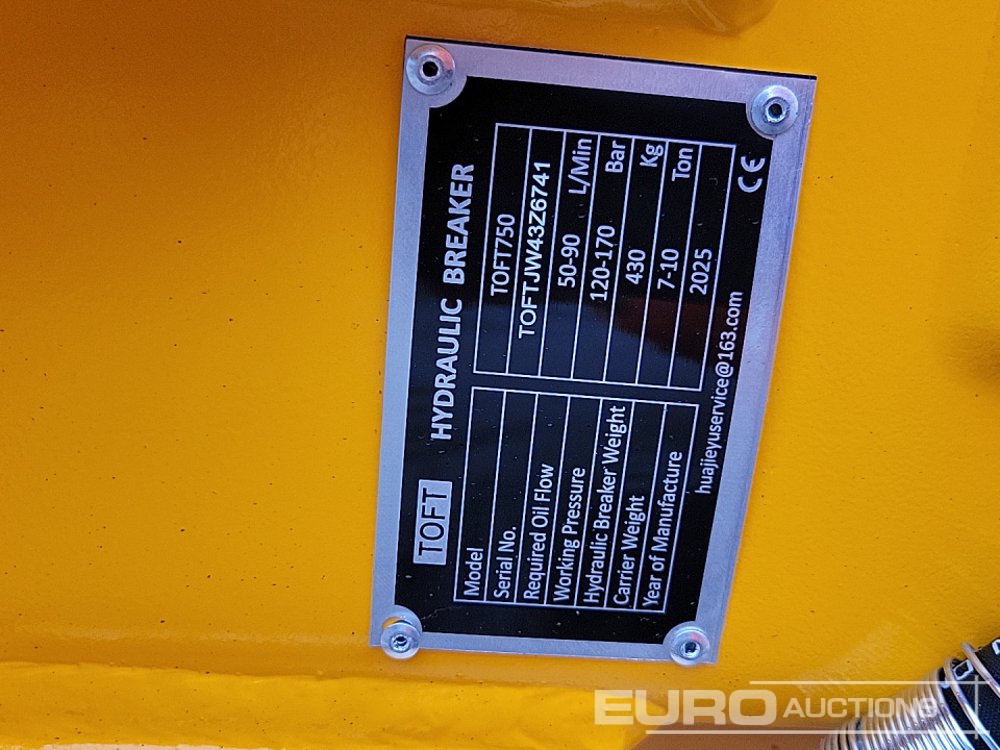 TOFT HYDRAULIC BREAKER
Model TOFT750
Serial No. TOFTJW43Z6741
Required Oil Flow 50-90 L/Min
Working Pressure 120-170 Bar
Hydraulic Breaker Weight 430 Kg
Carrier Weight 7-10 Ton
Year of Manufacture 2025
huajieyuservice@163.com CE
EURO AUCTIONS